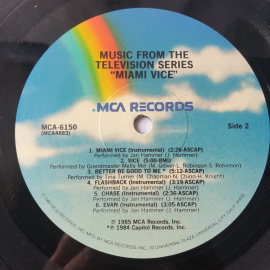 MUSIC FROM THE
TELEVISION SERIES
"MIAMI VICE"
MCA RECORDS
MCA-6150
(MCA4983)
Side 2
1. MIAMI VICE (Instrumental) (2:26-ASCAP)
Performed by Jan Hammer (J. Hammer)
2. VICE (5:00-BMI)
Performed by Grandmaster Melle Mel (M. Glover/S. Robinson)
3. BETTER BE GOOD TO ME * (5:12-ASCAP)
Performed by Tina Turner (M. Chapman-N. Chinn-H. Knight)
4. FLASHBACK (Instrumental) (3:19-ASCAP)
Performed by Jan Hammer (J. Hammer)
5. CHASE (Instrumental) (2:36-ASCAP)
Performed by Jan Hammer (J. Hammer)
6. EVAN (Instrumental) (3:05-ASCAP)
Performed by Jan Hammer (J. Hammer)
℗ 1985 MCA Records, Inc.
*℗ 1984 Capitol Records, Inc.